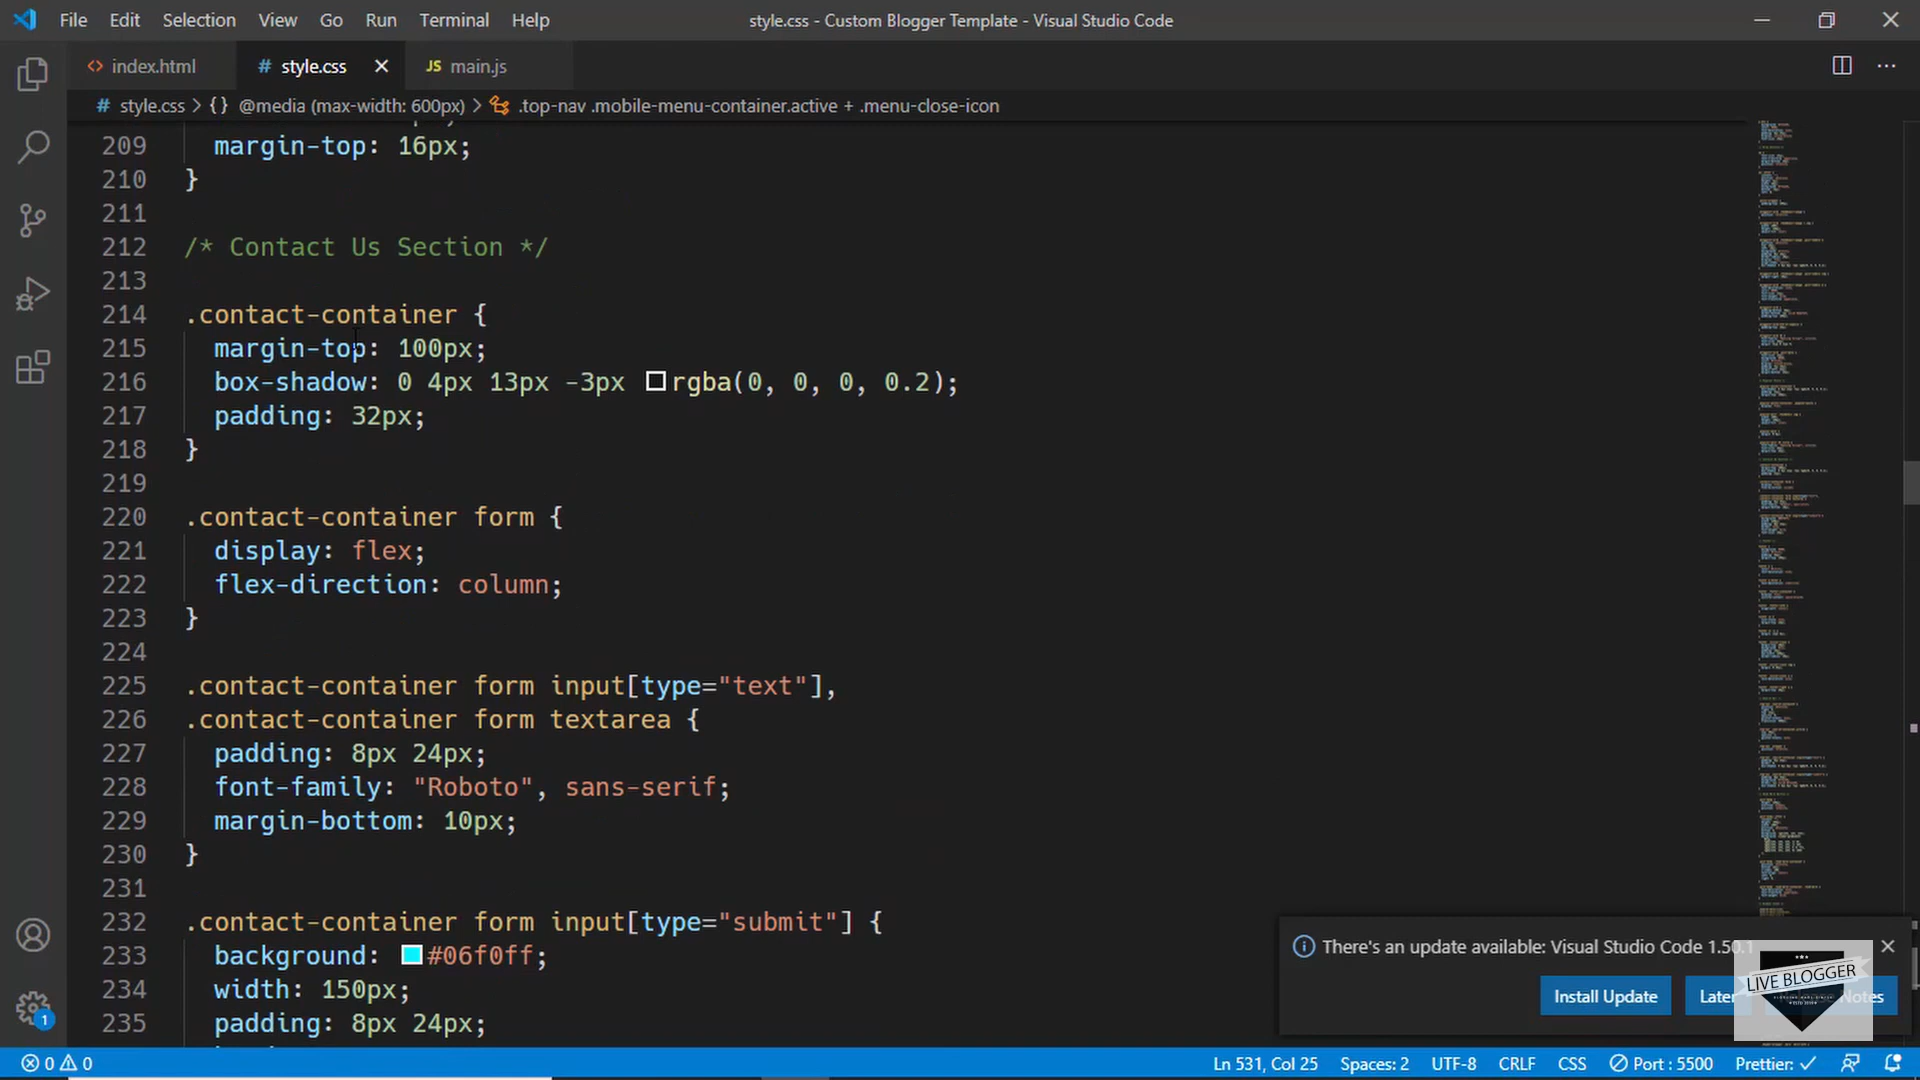 File Edit Selection View Go Run Terminal Help style.css - Custom Blogger Template - Visual Studio Code
<> index.html # style.css × JS main.js
# style.css > {} @media (max-width: 600px) > .top-nav .mobile-menu-container.active + .menu-close-icon
209 margin-top: 16px;
210 }
211
212 /* Contact Us Section */
213
214 .contact-container {
215 margin-top: 100px;
216 box-shadow: 0 4px 13px -3px rgba(0, 0, 0, 0.2);
217 padding: 32px;
218 }
219
220 .contact-container form {
221 display: flex;
222 flex-direction: column;
223 }
224
225 .contact-container form input[type="text"],
226 .contact-container form textarea {
227 padding: 8px 24px;
228 font-family: "Roboto", sans-serif;
229 margin-bottom: 10px;
230 }
231
232 .contact-container form input[type="submit"] {
233 background: #06f0ff;
234 width: 150px;
235 padding: 8px 24px;
There's an update available: Visual Studio Code 1.50.1
Install Update Later Notes
LIVE BLOGGER
1
0 0 Ln 531, Col 25 Spaces: 2 UTF-8 CRLF CSS Port : 5500 Prettier: ✓